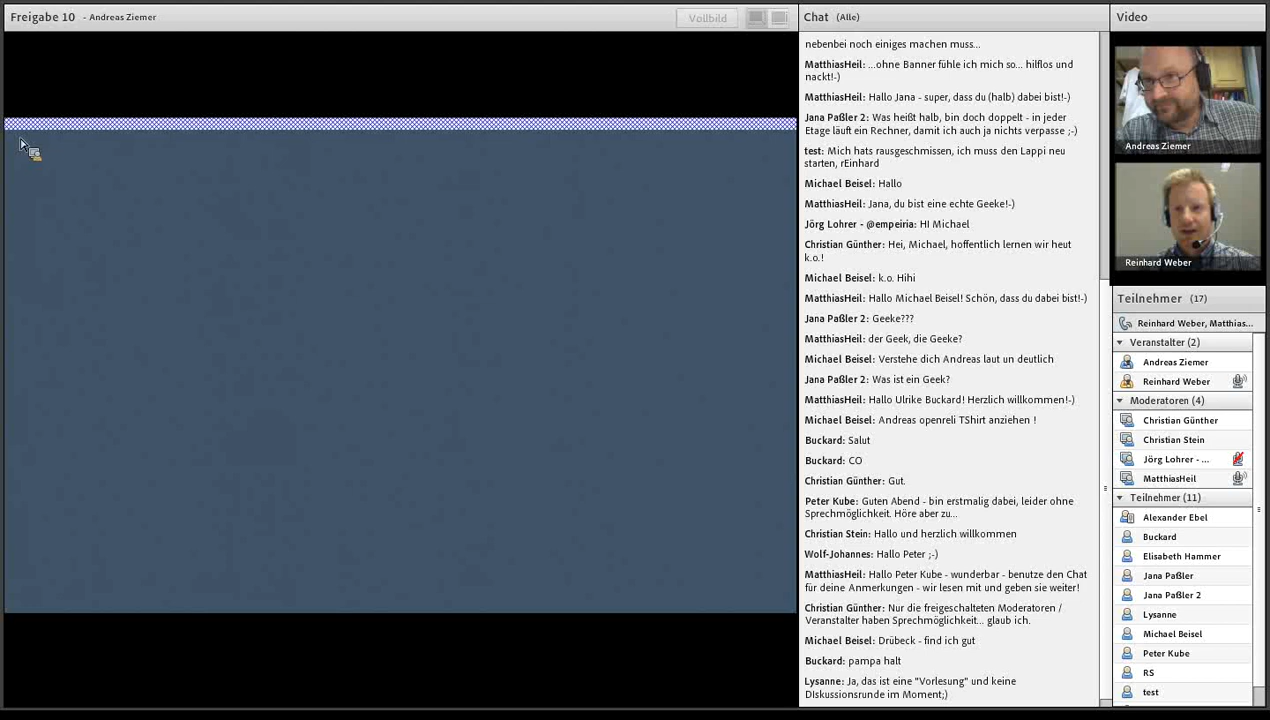 Freigabe 10 - Andreas Ziemer
Vollbild
Chat (Alle)
nebenbei noch einiges machen muss...
MatthiasHeil: ...ohne Banner fühle ich mich so... hilflos und
nackt!-)
MatthiasHeil: Hallo Jana - super, dass du (halb) dabei bist!-)
Jana Paßler 2: Was heißt halb, bin doch doppelt - in jeder
Etage läuft ein Rechner, damit ich auch ja nichts verpasse ;-)
test: Mich hats rausgeschmissen, ich muss den Lappi neu
starten, rEinhard
Michael Beisel: Hallo
MatthiasHeil: Jana, du bist eine echte Geeke!-)
Jörg Lohrer - @empeiria: HI Michael
Christian Günther: Hei, Michael, hoffentlich lernen wir heut
k.o.!
Michael Beisel: k.o. Hihi
MatthiasHeil: Hallo Michael Beisel! Schön, dass du dabei bist!-)
Jana Paßler 2: Geeke???
MatthiasHeil: der Geek, die Geeke?
Michael Beisel: Verstehe dich Andreas laut un deutlich
Jana Paßler 2: Was ist ein Geek?
MatthiasHeil: Hallo Ulrike Buckard! Herzlich willkommen!-)
Michael Beisel: Andreas openreli TShirt anziehen !
Buckard: Salut
Buckard: CO
Christian Günther: Gut.
Peter Kube: Guten Abend - bin erstmalig dabei, leider ohne
Sprechmöglichkeit. Höre aber zu...
Christian Stein: Hallo und herzlich willkommen
Wolf-Johannes: Hallo Peter ;-)
MatthiasHeil: Hallo Peter Kube - wunderbar - benutze den Chat
für deine Anmerkungen - wir lesen mit und geben sie weiter!
Christian Günther: Nur die freigeschalteten Moderatoren /
Veranstalter haben Sprechmöglichkeit... glaub ich.
Michael Beisel: Drübeck - find ich gut
Buckard: pampa halt
Lysanne: Ja, das ist eine "Vorlesung" und keine
DIskussionsrunde im Moment;)
Video
Andreas Ziemer
Reinhard Weber
Teilnehmer (17)
Reinhard Weber, Matthias...
Veranstalter (2)
Andreas Ziemer
Reinhard Weber
Moderatoren (4)
Christian Günther
Christian Stein
Jörg Lohrer - ...
MatthiasHeil
Teilnehmer (11)
Alexander Ebel
Buckard
Elisabeth Hammer
Jana Paßler
Jana Paßler 2
Lysanne
Michael Beisel
Peter Kube
RS
test